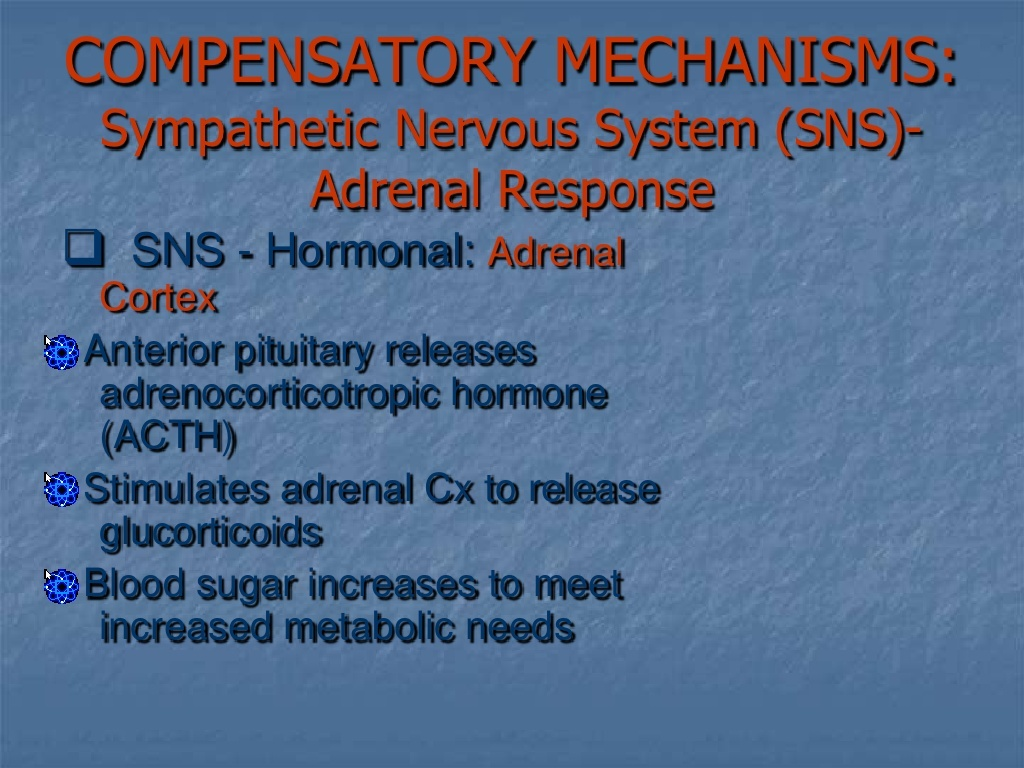 COMPENSATORY MECHANISMS:
Sympathetic Nervous System (SNS)-
Adrenal Response
SNS - Hormonal: Adrenal
Cortex
Anterior pituitary releases
adrenocorticotropic hormone
(ACTH)
Stimulates adrenal Cx to release
glucorticoids
Blood sugar increases to meet
increased metabolic needs